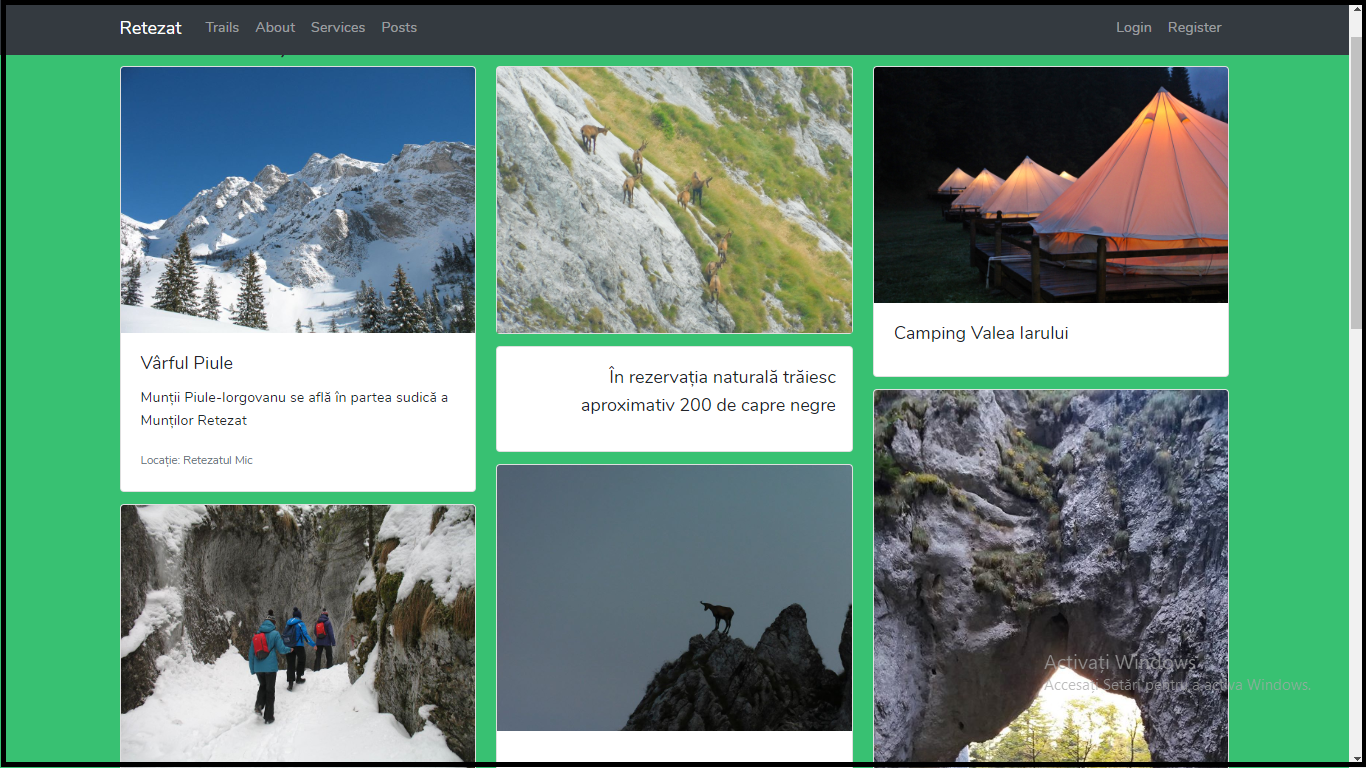 Retezat Trails About Services Posts Login Register
Vârful Piule
Munții Piule-Iorgovanu se află în partea sudică a
Munților Retezat
Locație: Retezatul Mic
În rezervația naturală trăiesc
aproximativ 200 de capre negre
Camping Valea Iarului
Activați Windows
Accesați Setări pentru a activa Windows.